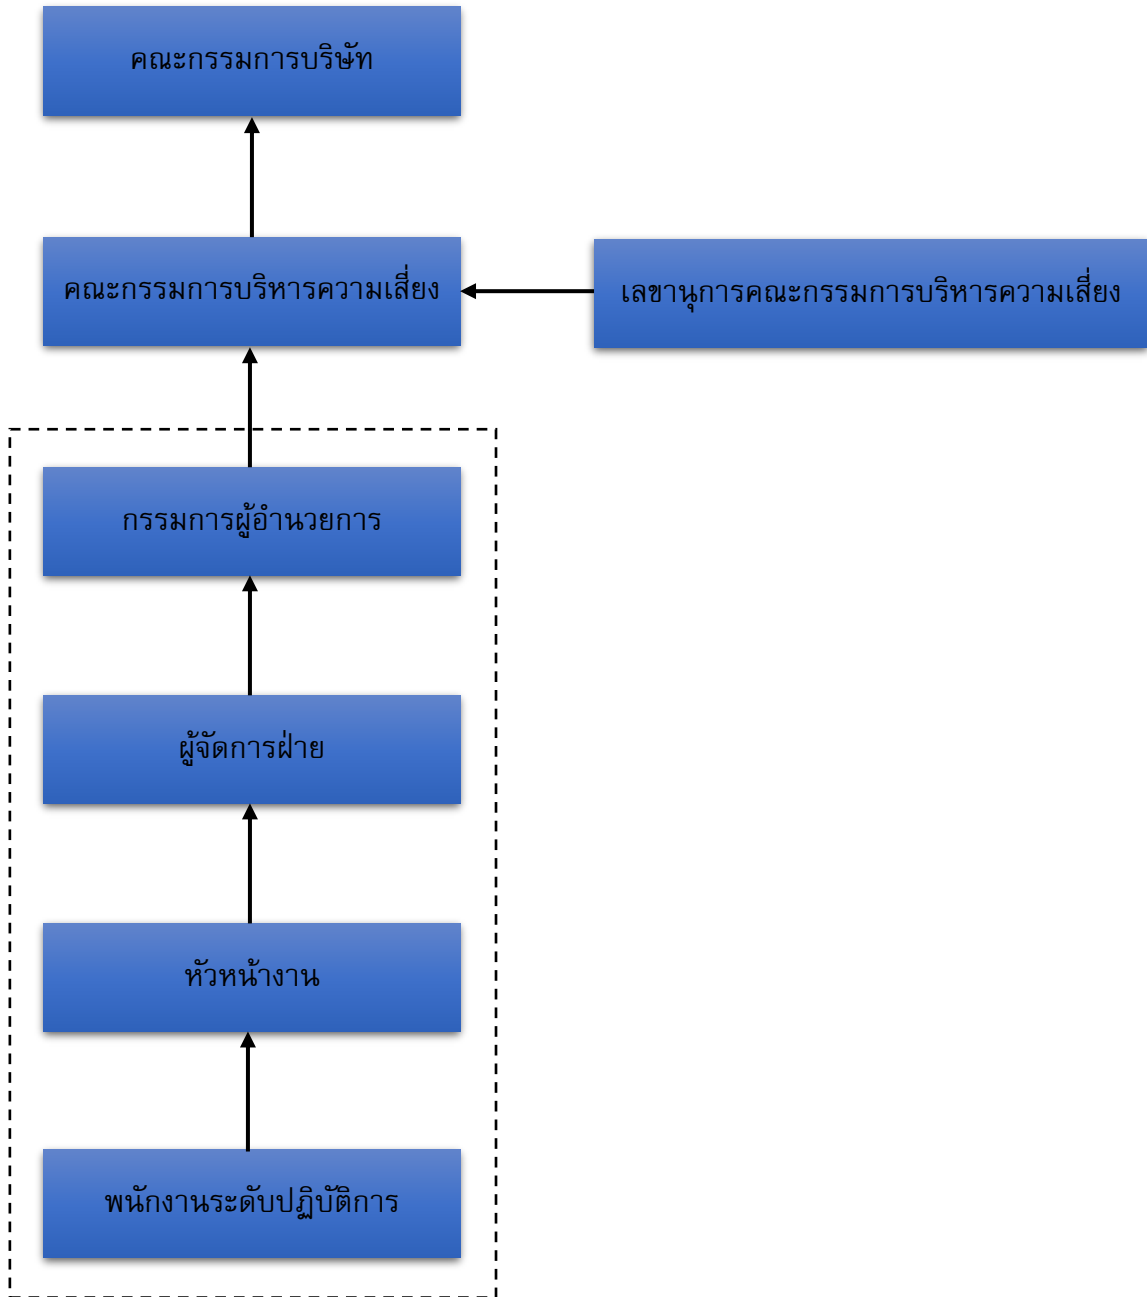 คณะกรรมการบริษัท
คณะกรรมการบริหารความเสี่ยง
เลขานุการคณะกรรมการบริหารความเสี่ยง
กรรมการผู้อำนวยการ
ผู้จัดการฝ่าย
หัวหน้างาน
พนักงานระดับปฏิบัติการ